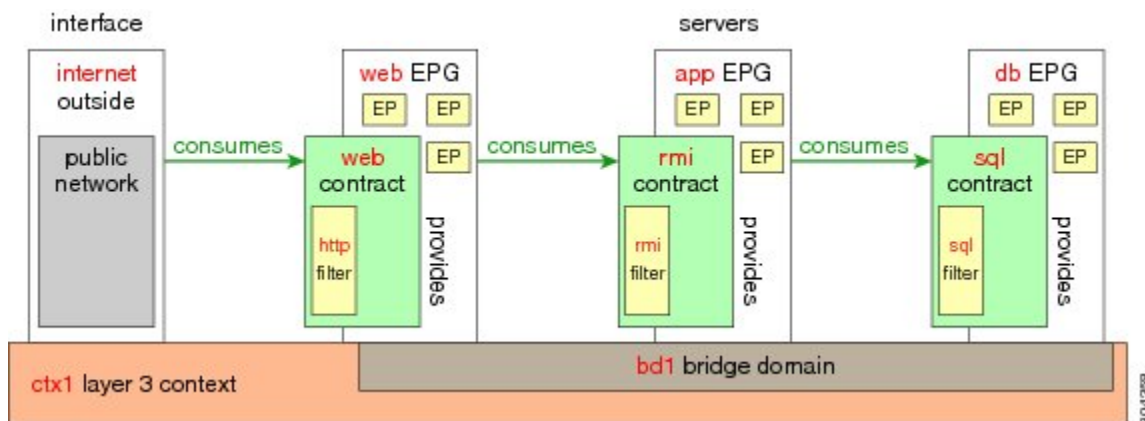 interface
servers
internet
outside
public
network
consumes
web EPG
EP
EP
EP
web
contract
http
filter
provides
consumes
app EPG
EP
EP
EP
rmi
contract
rmi
filter
provides
consumes
db EPG
EP
EP
EP
sql
contract
sql
filter
provides
ctx1 layer 3 context
bd1 bridge domain